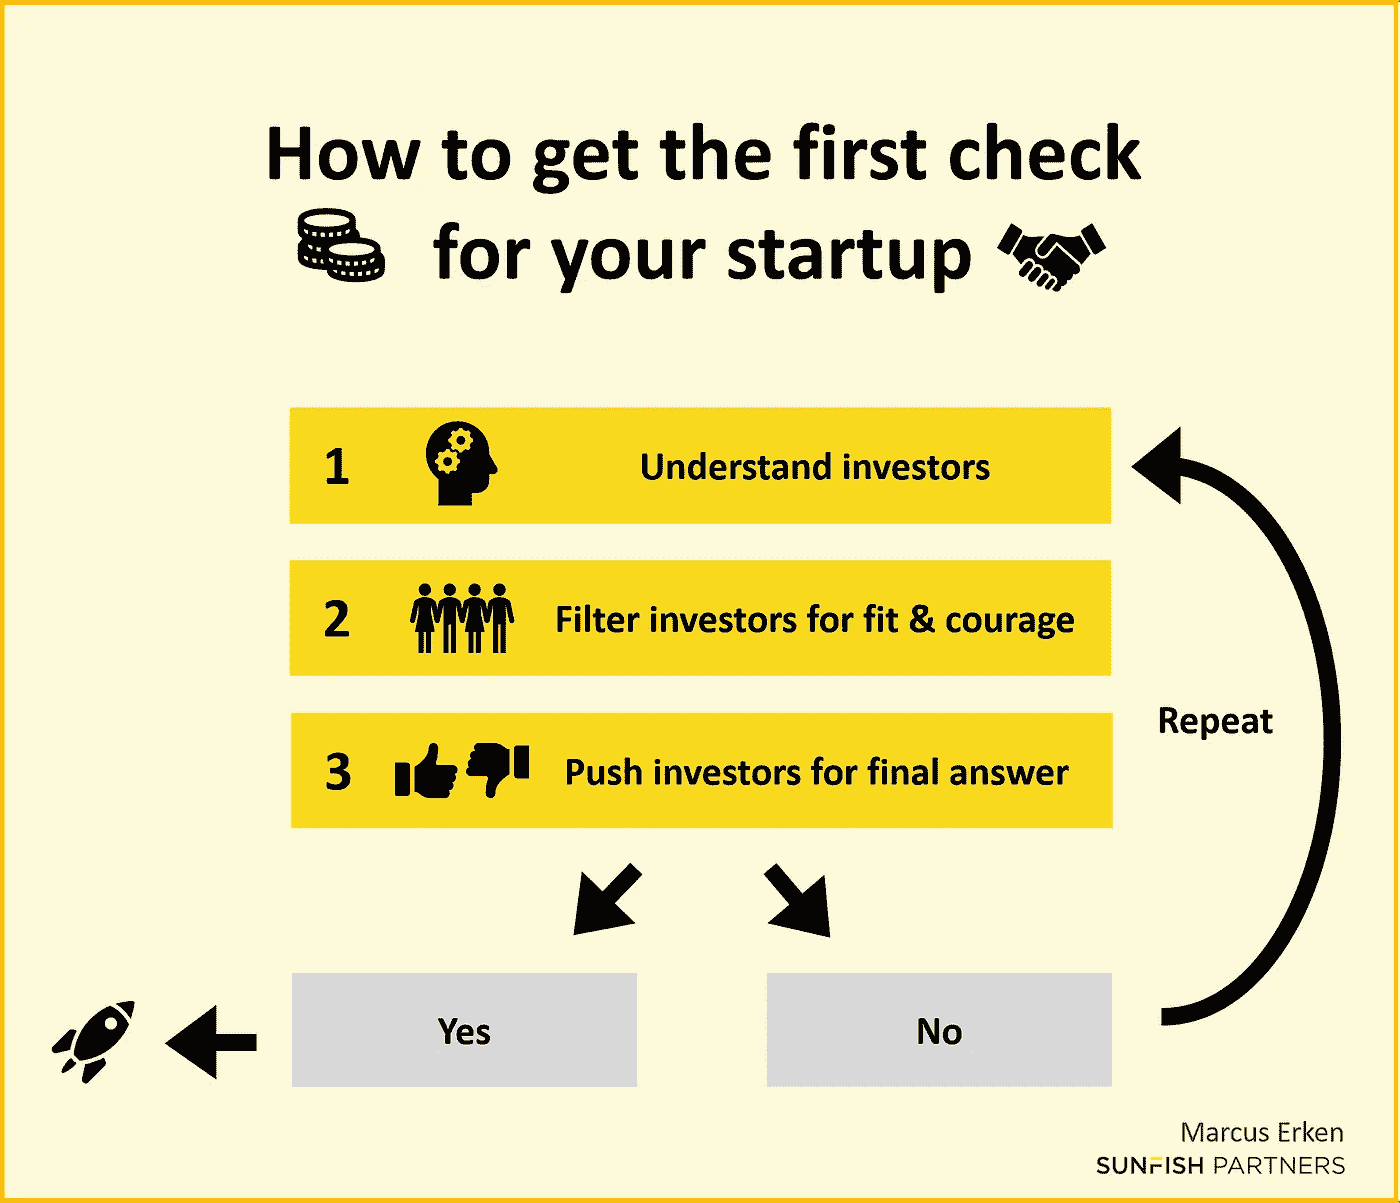 How to get the first check
for your startup
1 Understand investors
2 Filter investors for fit & courage
3 Push investors for final answer
Repeat
Yes
No
Marcus Erken
SUNFISH PARTNERS